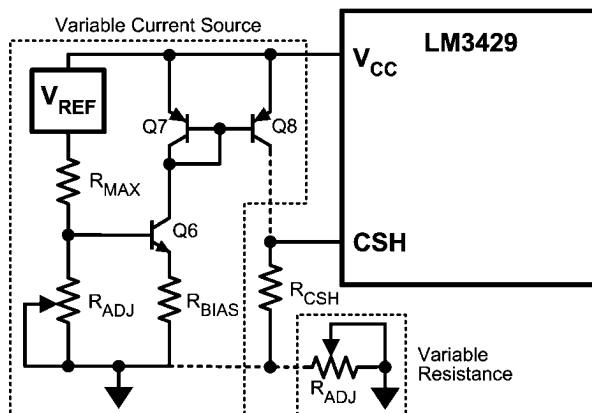 Variable Current Source
LM3429
VCC
VREF
Q7
Q8
RMAX
Q6
CSH
RADJ
RBIAS
RCSH
RADJ
Variable
Resistance